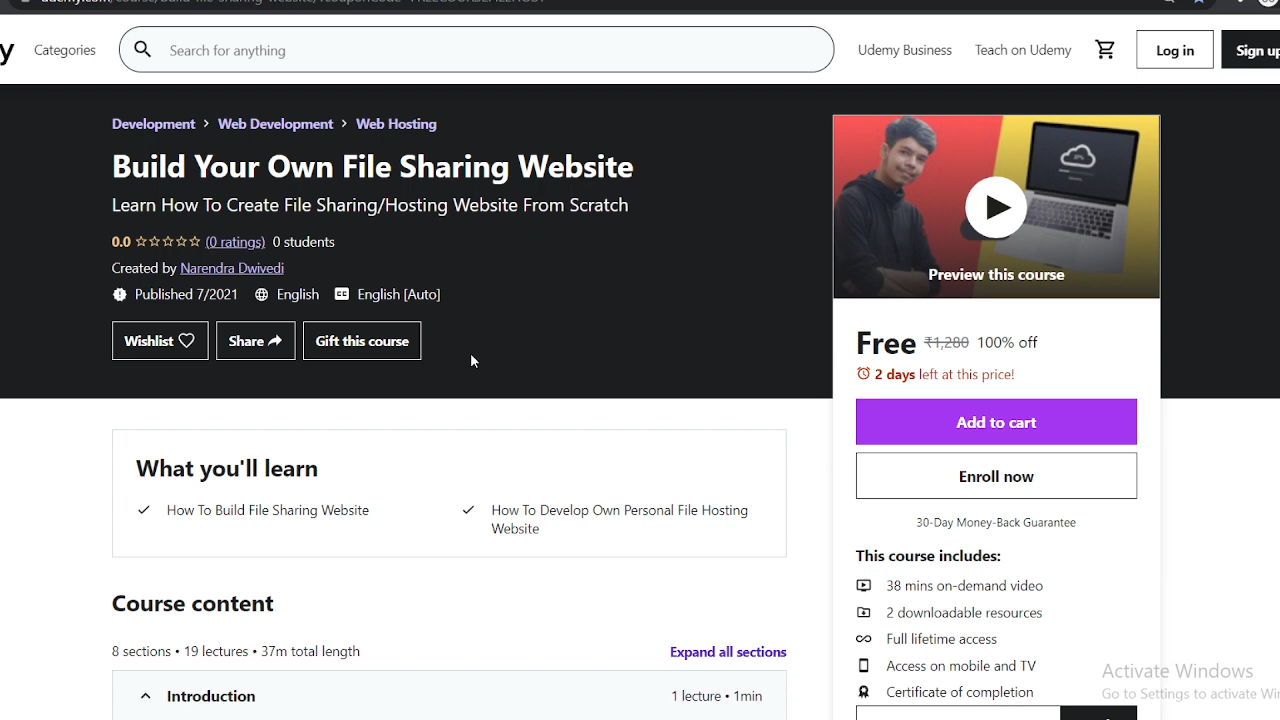 y Categories Search for anything Udemy Business Teach on Udemy Log in Sign up
Development > Web Development > Web Hosting
Build Your Own File Sharing Website
Learn How To Create File Sharing/Hosting Website From Scratch
0.0 (0 ratings) 0 students
Created by Narendra Dwivedi
Published 7/2021 English English [Auto]
Wishlist Share Gift this course
Preview this course
Free ₹1,280 100% off
2 days left at this price!
Add to cart
Enroll now
30-Day Money-Back Guarantee
This course includes:
38 mins on-demand video
2 downloadable resources
Full lifetime access
Access on mobile and TV
Certificate of completion
What you'll learn
How To Build File Sharing Website
How To Develop Own Personal File Hosting
Website
Course content
8 sections • 19 lectures • 37m total length Expand all sections
Introduction 1 lecture • 1min
Activate Windows
Go to Settings to activate Win